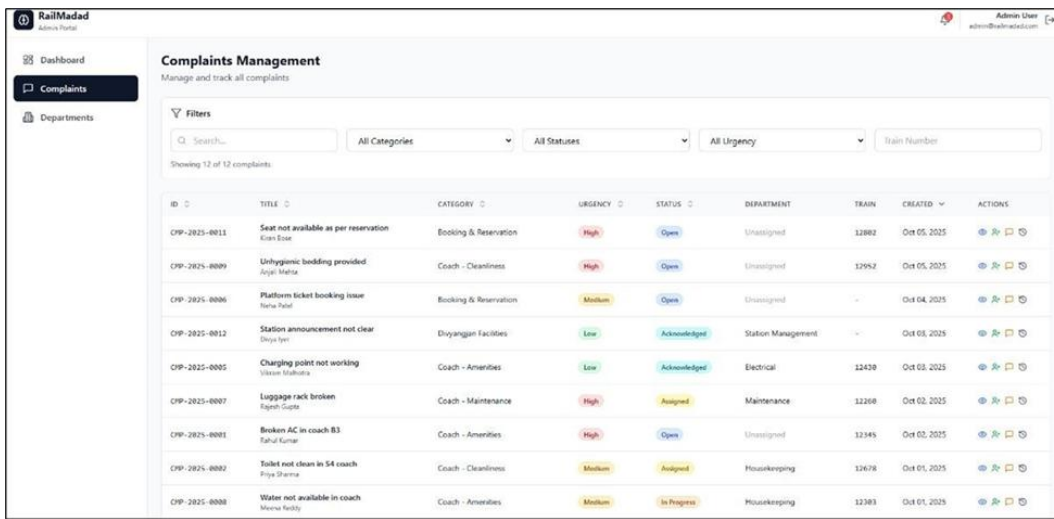 RailMadad
Admin Portal
3
Admin User
admin@railmadad.com
Dashboard
Complaints
Departments
Complaints Management
Manage and track all complaints
Filters
Search...
All Categories
All Statuses
All Urgency
Train Number
Showing 12 of 12 complaints
ID TITLE CATEGORY URGENCY STATUS DEPARTMENT TRAIN CREATED ACTIONS
CMP-2025-0011 Seat not available as per reservation Booking & Reservation High Open Unassigned 12802 Oct 05, 2025
Kiran Bose
CMP-2025-0009 Unhygienic bedding provided Coach - Cleanliness High Open Unassigned 12952 Oct 05, 2025
Anjali Mehta
CMP-2025-0006 Platform ticket booking issue Booking & Reservation Medium Open Unassigned - Oct 04, 2025
Neha Patel
CMP-2025-0012 Station announcement not clear Divyangjan Facilities Low Acknowledged Station Management - Oct 03, 2025
Divya Iyer
CMP-2025-0005 Charging point not working Coach - Amenities Low Acknowledged Electrical 12430 Oct 03, 2025
Vikram Malhotra
CMP-2025-0007 Luggage rack broken Coach - Maintenance High Assigned Maintenance 12260 Oct 02, 2025
Rajesh Gupta
CMP-2025-0001 Broken AC in coach B3 Coach - Amenities High Open Unassigned 12345 Oct 02, 2025
Rahul Kumar
CMP-2025-0002 Toilet not clean in S4 coach Coach - Cleanliness Medium Assigned Housekeeping 12678 Oct 01, 2025
Priya Sharma
CMP-2025-0008 Water not available in coach Coach - Amenities Medium In Progress Housekeeping 12303 Oct 01, 2025
Meena Reddy